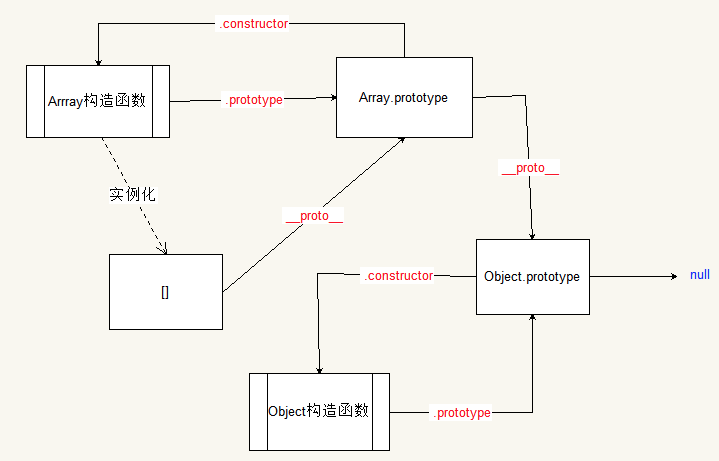 .constructor
Arrray构造函数
.prototype
Array.prototype
__proto__
实例化
__proto__
[]
Object.prototype
null
.constructor
Object构造函数
.prototype